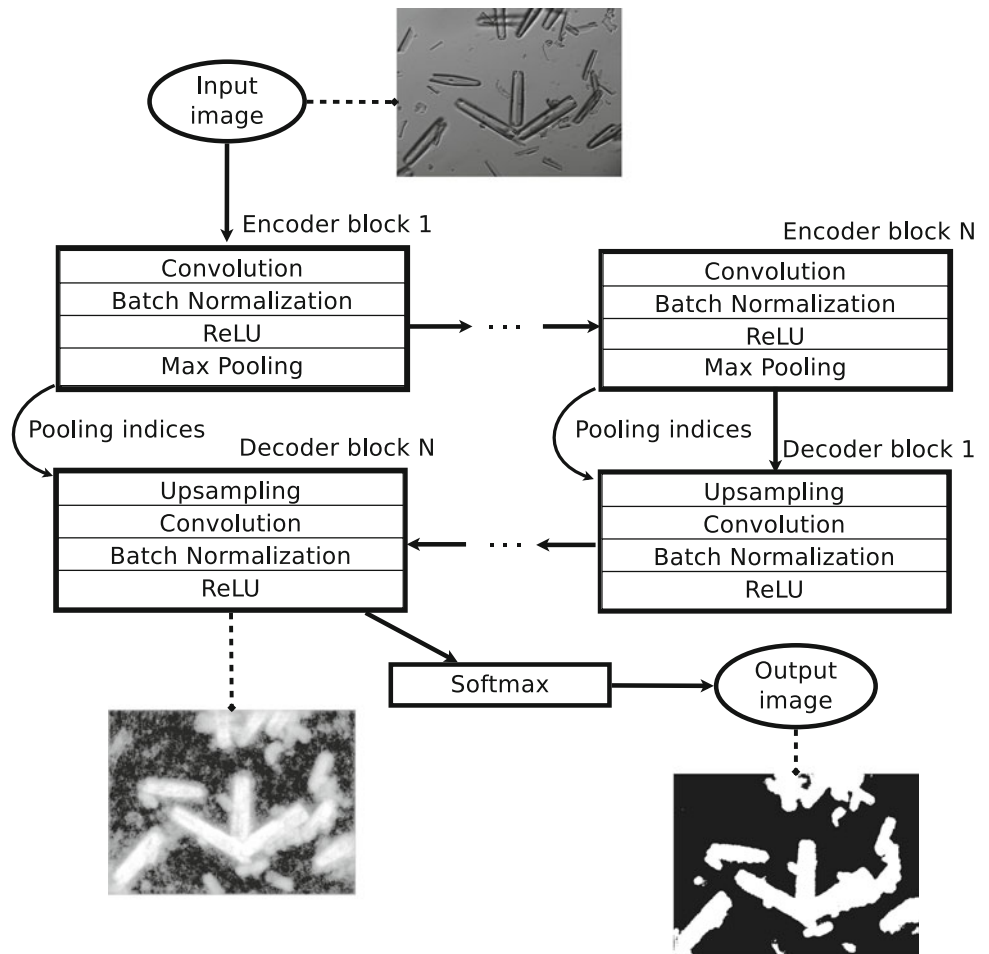 Input
image
Encoder block 1
Convolution
Batch Normalization
ReLU
Max Pooling
. . .
Encoder block N
Convolution
Batch Normalization
ReLU
Max Pooling
Pooling indices
Pooling indices
Decoder block N
Upsampling
Convolution
Batch Normalization
ReLU
. . .
Decoder block 1
Upsampling
Convolution
Batch Normalization
ReLU
Softmax
Output
image